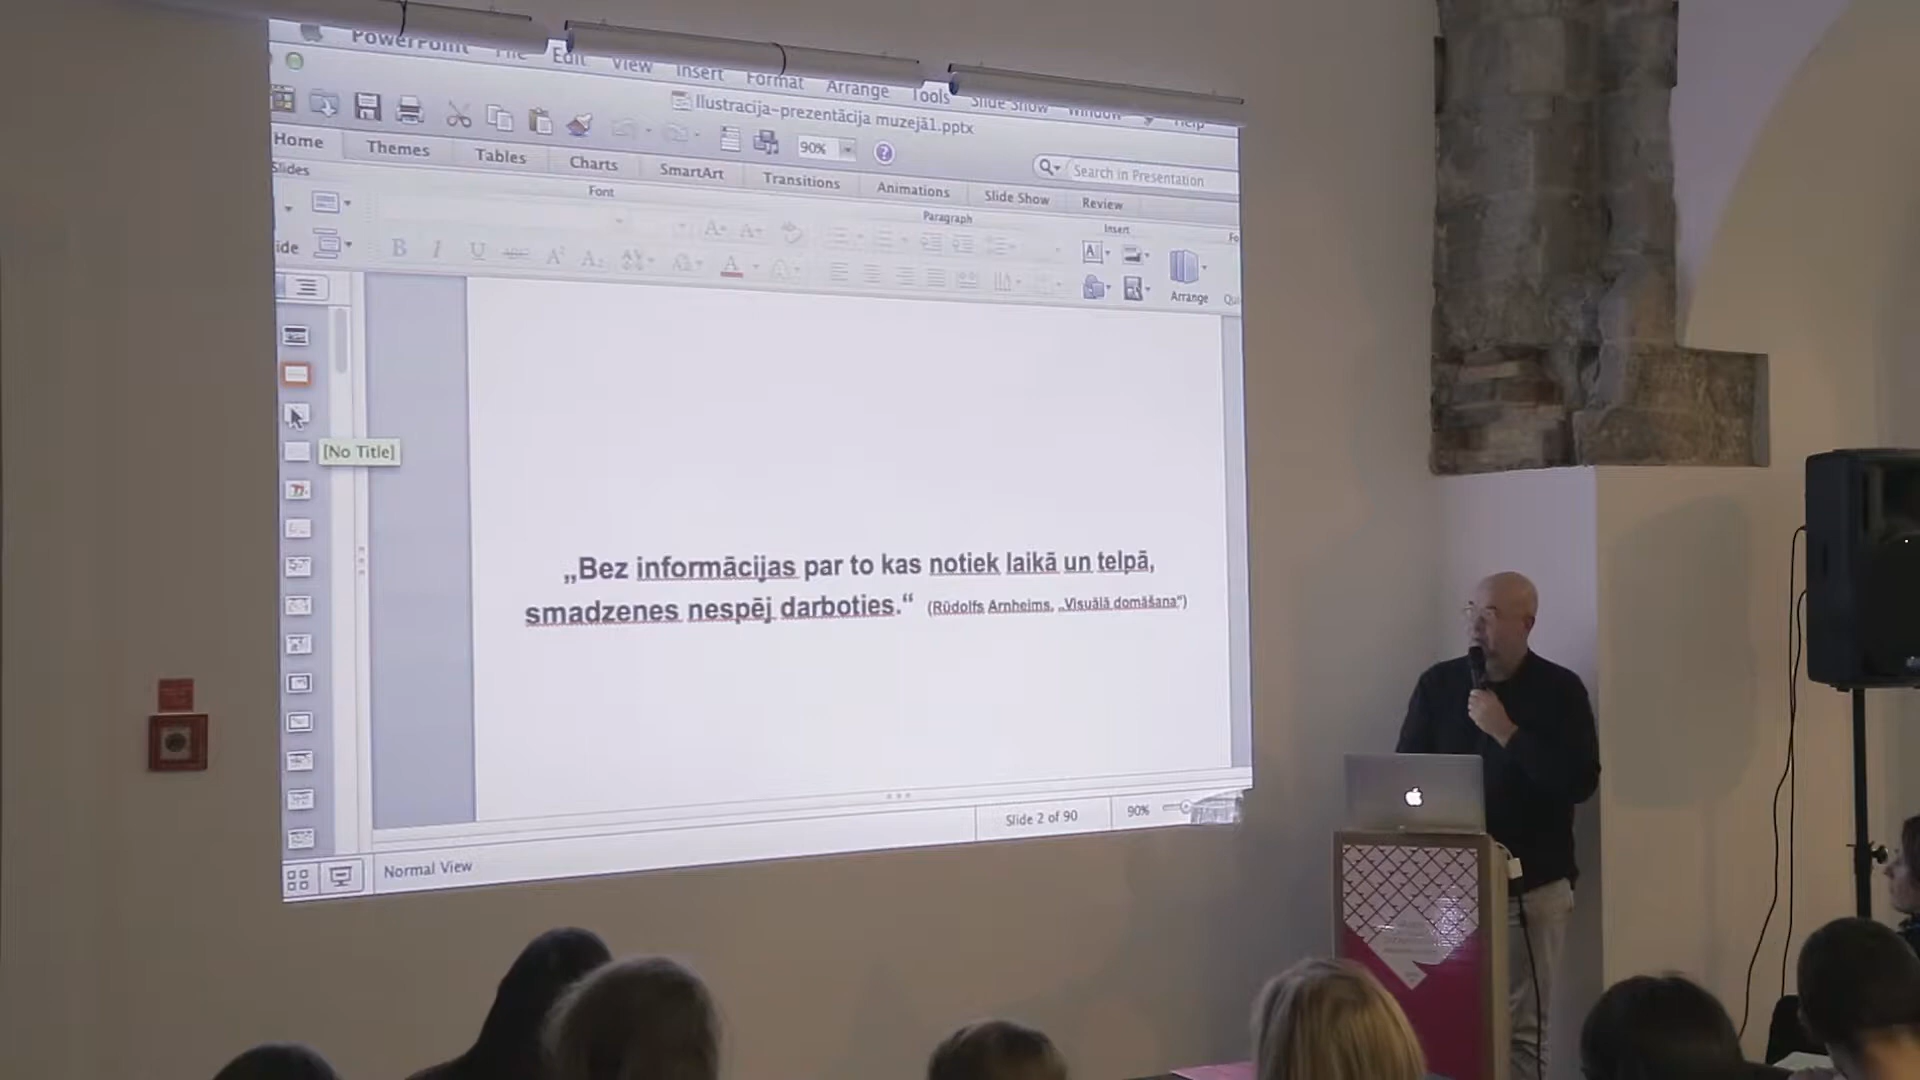 PowerPoint File Edit View Insert Format Arrange Tools Slide Show Window Help
Ilustracija-prezentācija muzejā1.pptx
90%
Search in Presentation
Home Themes Tables Charts SmartArt Transitions Animations Slide Show Review
Slides Font Paragraph Insert
Arrange
[No Title]
„Bez informācijas par to kas notiek laikā un telpā,
smadzenes nespēj darboties.“ (Rūdolfs Arnheims, „Visuālā domāšana“)
Slide 2 of 90 90%
Normal View